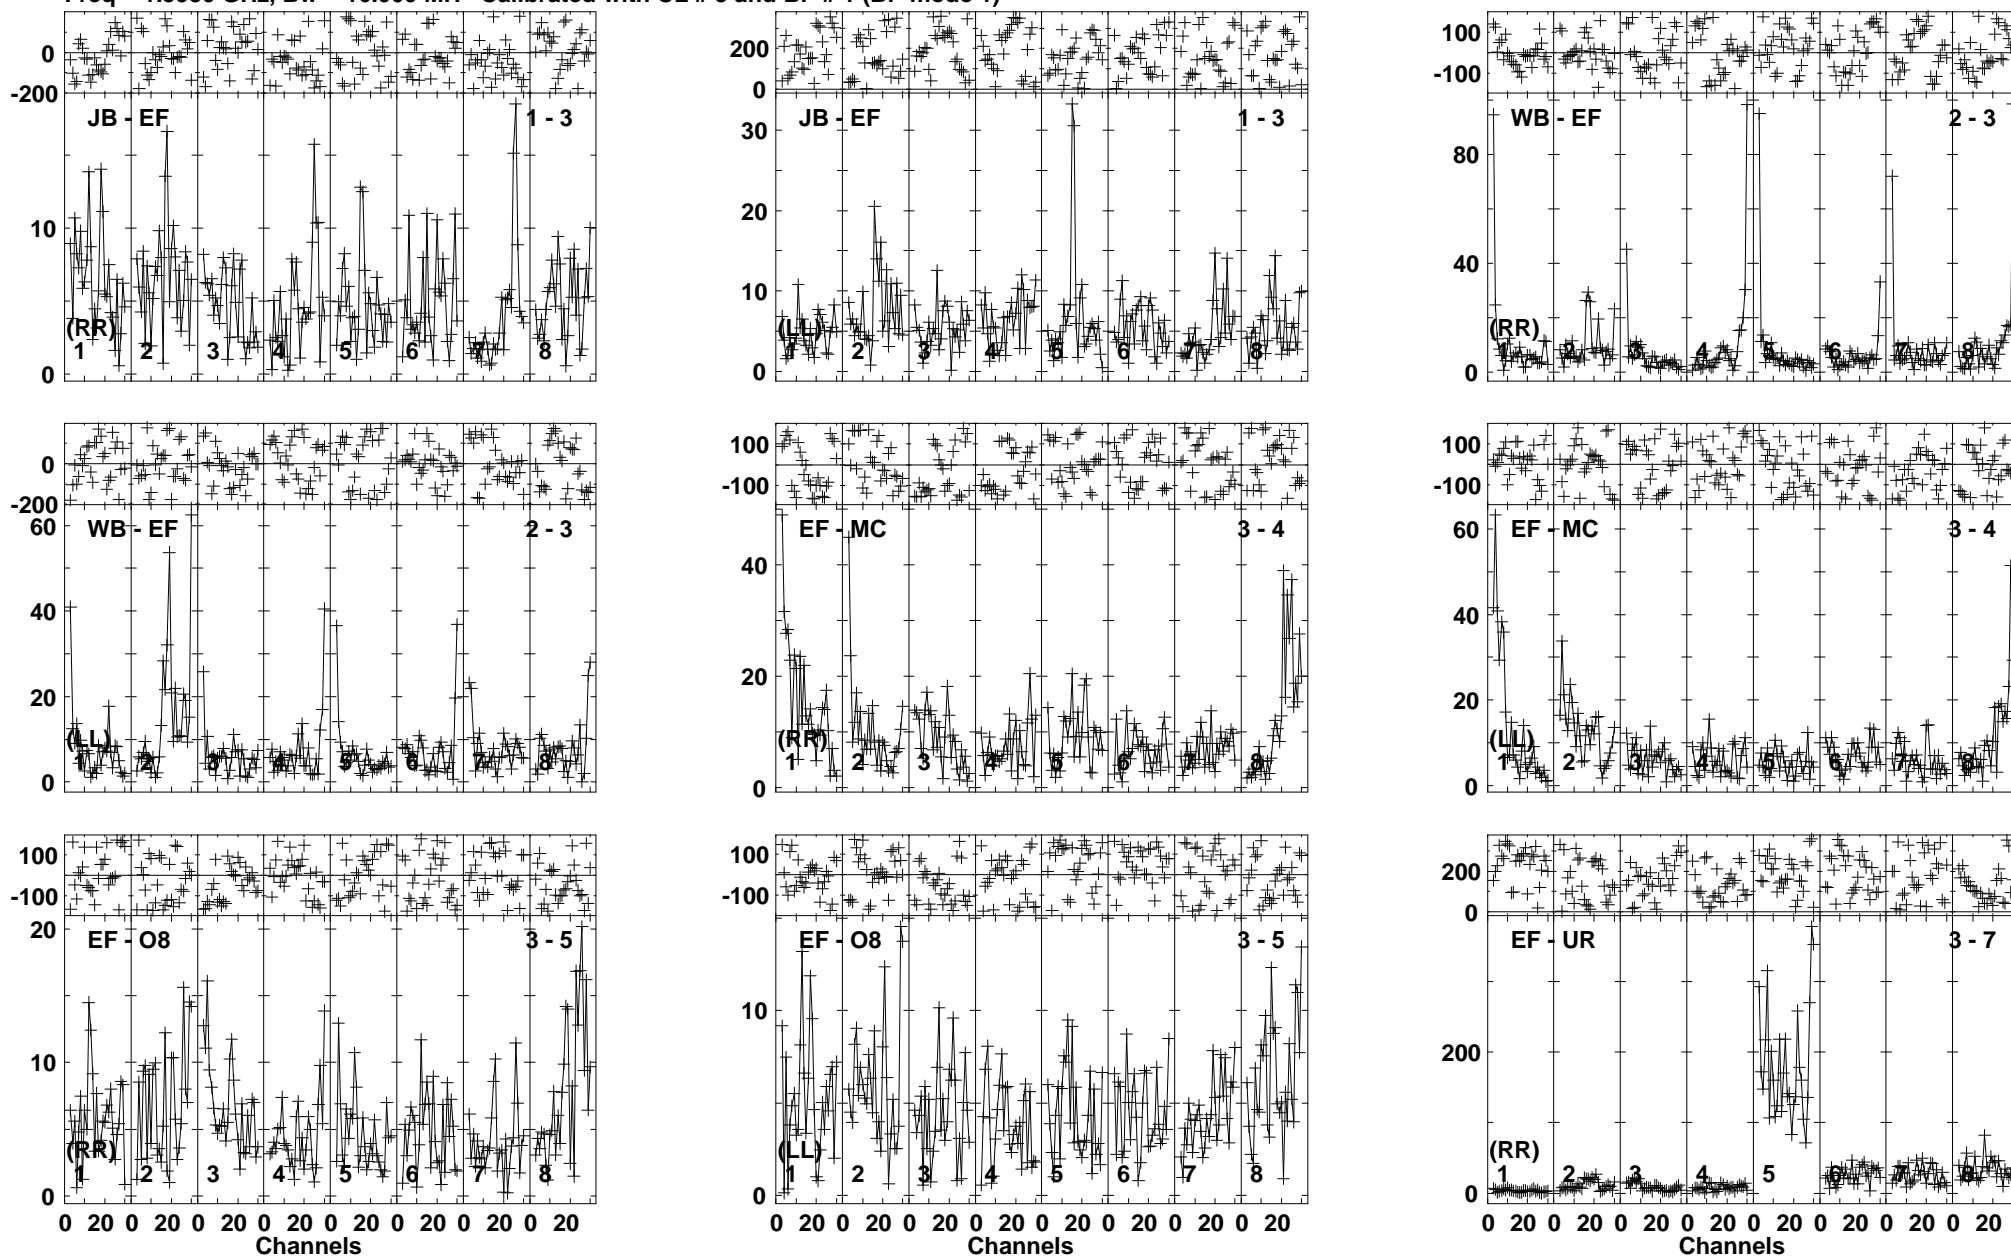 0 -200 JB - EF 1 - 3 10 0 (RR) 1 2 3 4 5 6 7 8
200 0 JB - EF 1 - 3 30 20 10 0 (LL) 1 2 3 4 5 6 7 8
100 -100 WB - EF 2 - 3 80 40 0 (RR) 1 2 3 4 5 6 7 8
0 -200 WB - EF 2 - 3 60 40 20 0 (LL) 1 2 3 4 5 6 7 8
100 -100 EF - MC 3 - 4 40 20 0 (RR) 1 2 3 4 5 6 7 8
100 -100 EF - MC 3 - 4 60 40 20 0 (LL) 1 2 3 4 5 6 7 8
100 -100 EF - O8 3 - 5 20 10 0 (RR) 1 2 3 4 5 6 7 8
0 20 0 20 0 20 0 20 0 20 0 20 0 20 0 20
Channels
100 -100 EF - O8 3 - 5 10 0 (LL) 1 2 3 4 5 6 7 8
0 20 0 20 0 20 0 20 0 20 0 20 0 20 0 20
Channels
200 0 EF - UR 3 - 7 200 0 (RR) 1 2 3 4 5 6 7 8
0 20 0 20 0 20 0 20 0 20 0 20 0 20 0 20
Channels